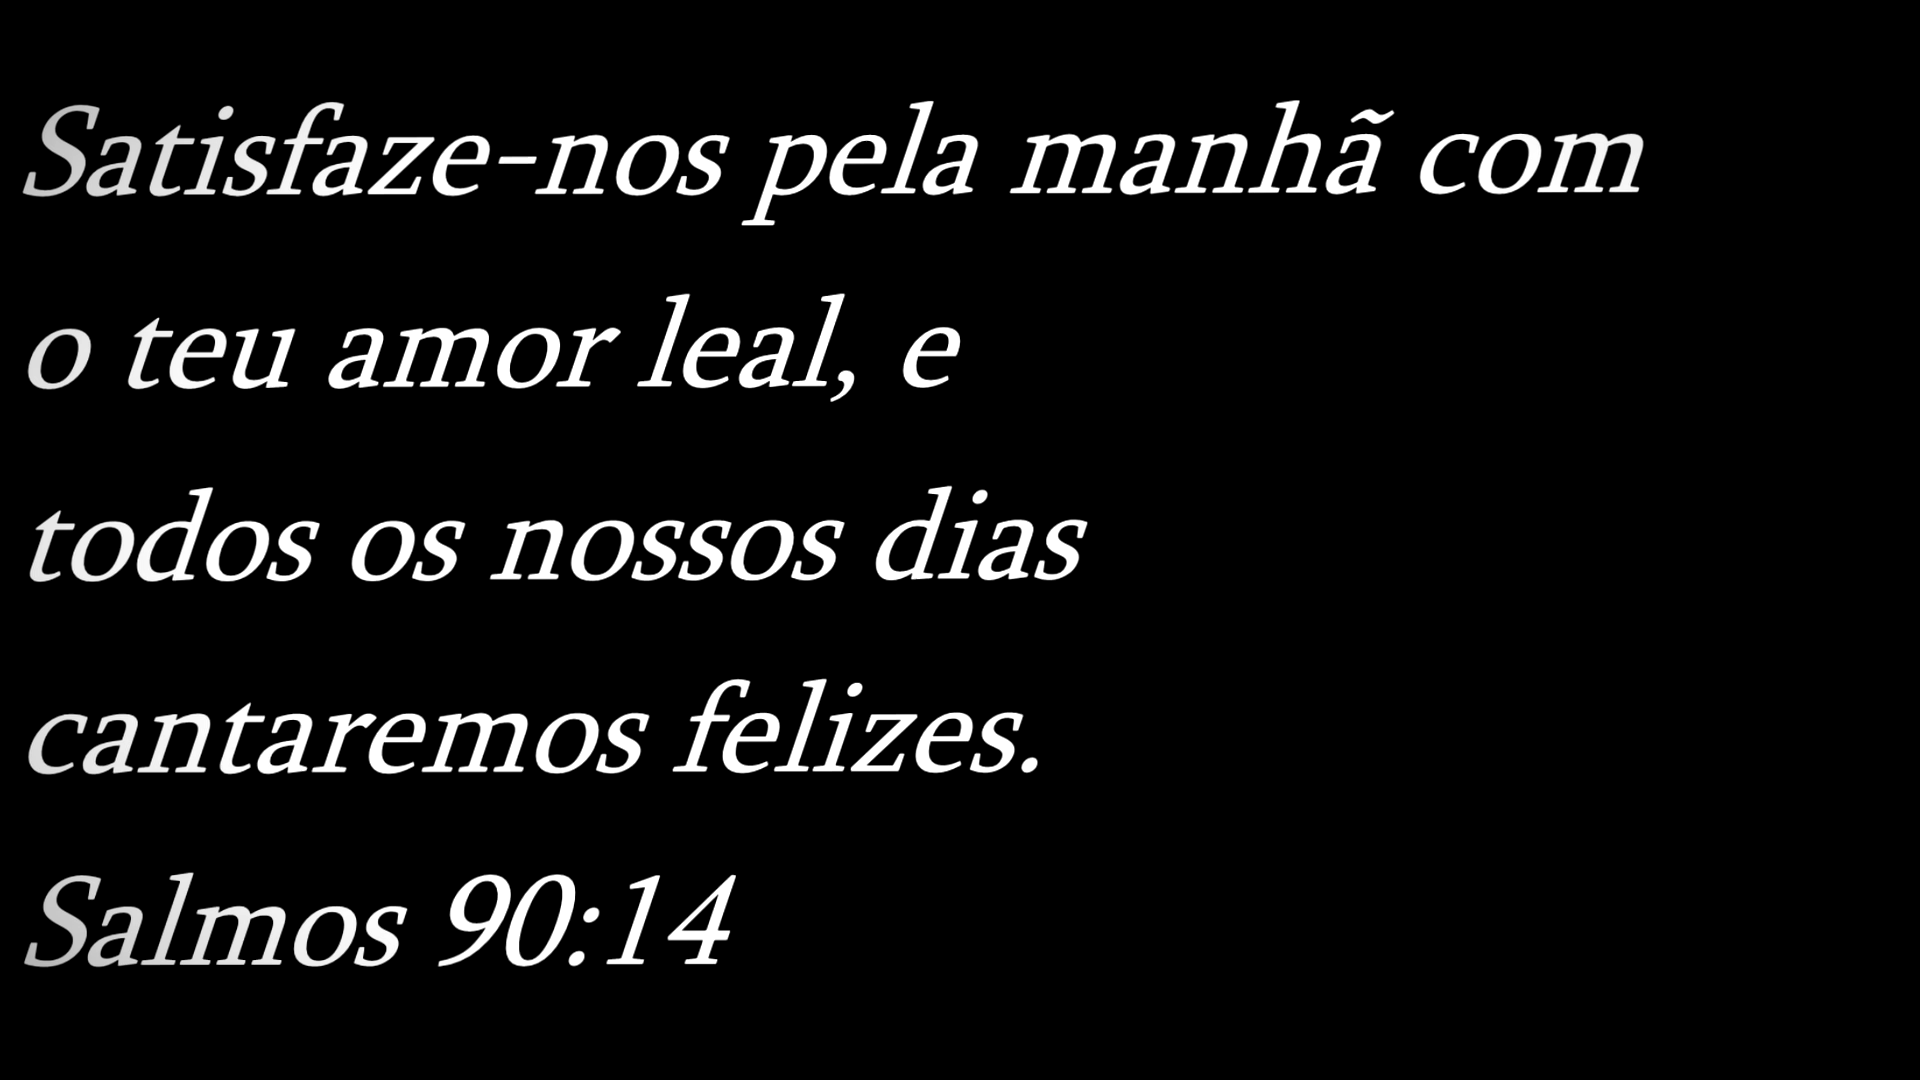 Satisfaze-nos pela manhã com
o teu amor leal, e
todos os nossos dias
cantaremos felizes.
Salmos 90:14